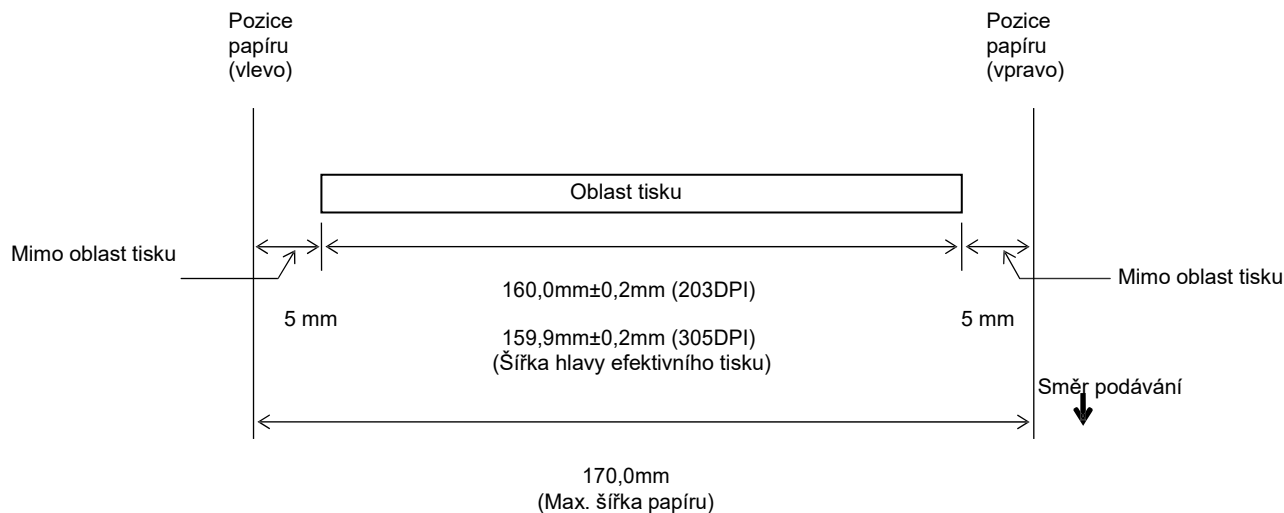 Pozice
papíru
(vlevo)
Pozice
papíru
(vpravo)
Oblast tisku
Mimo oblast tisku
Mimo oblast tisku
160,0mm±0,2mm (203DPI)
5 mm
5 mm
159,9mm±0,2mm (305DPI)
(Šířka hlavy efektivního tisku)
Směr podávání
170,0mm
(Max. šířka papíru)